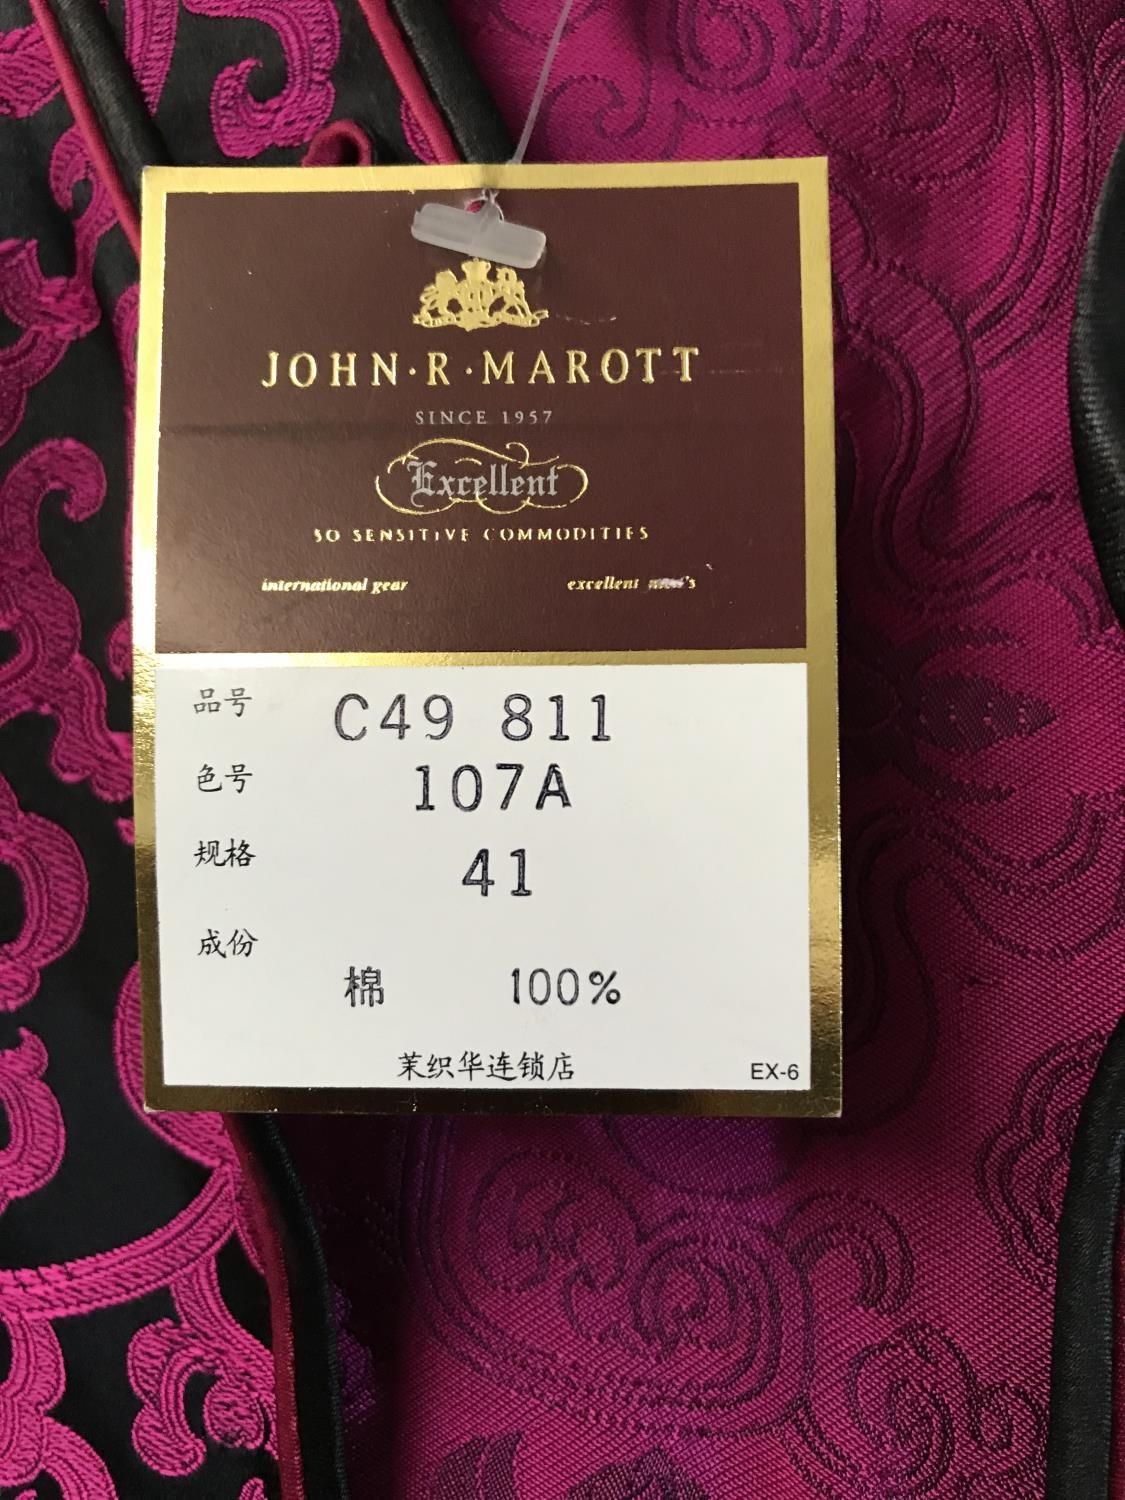 JOHN·R·MAROTT
SINCE 1957
Excellent
SO SENSITIVE COMMODITIES
international gear excellent
品号 C49 811
色号 107A
规格 41
成份
棉 100%
茉织华连锁店 EX-6